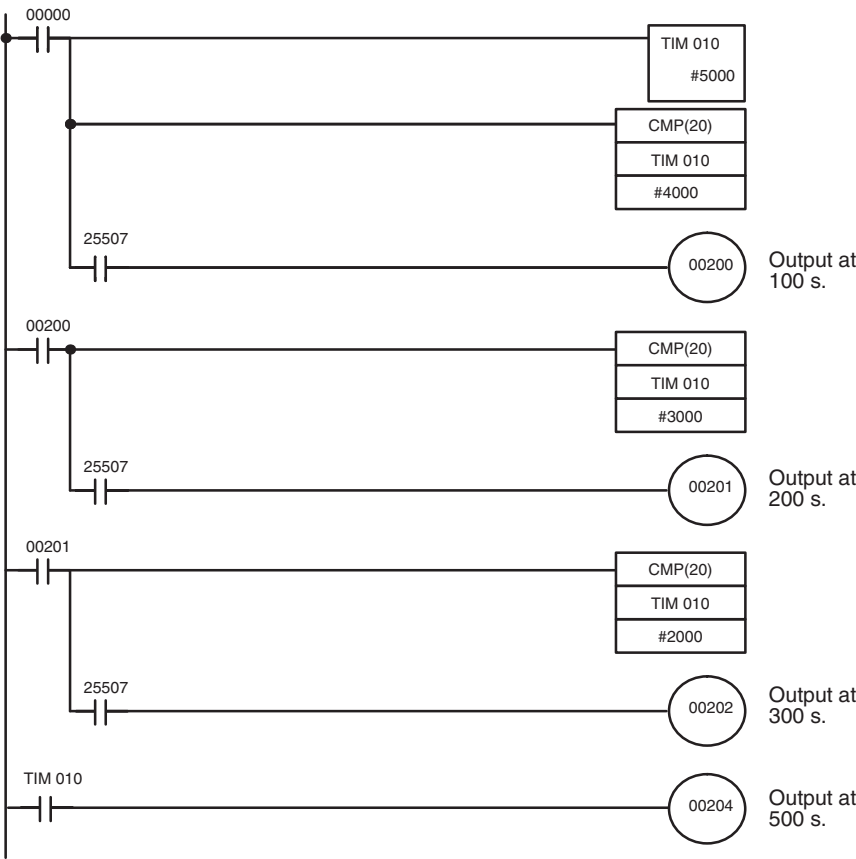 00000
TIM 010
#5000
CMP(20)
TIM 010
#4000
25507
00200
Output at
100 s.
00200
CMP(20)
TIM 010
#3000
25507
00201
Output at
200 s.
00201
CMP(20)
TIM 010
#2000
25507
00202
Output at
300 s.
TIM 010
00204
Output at
500 s.